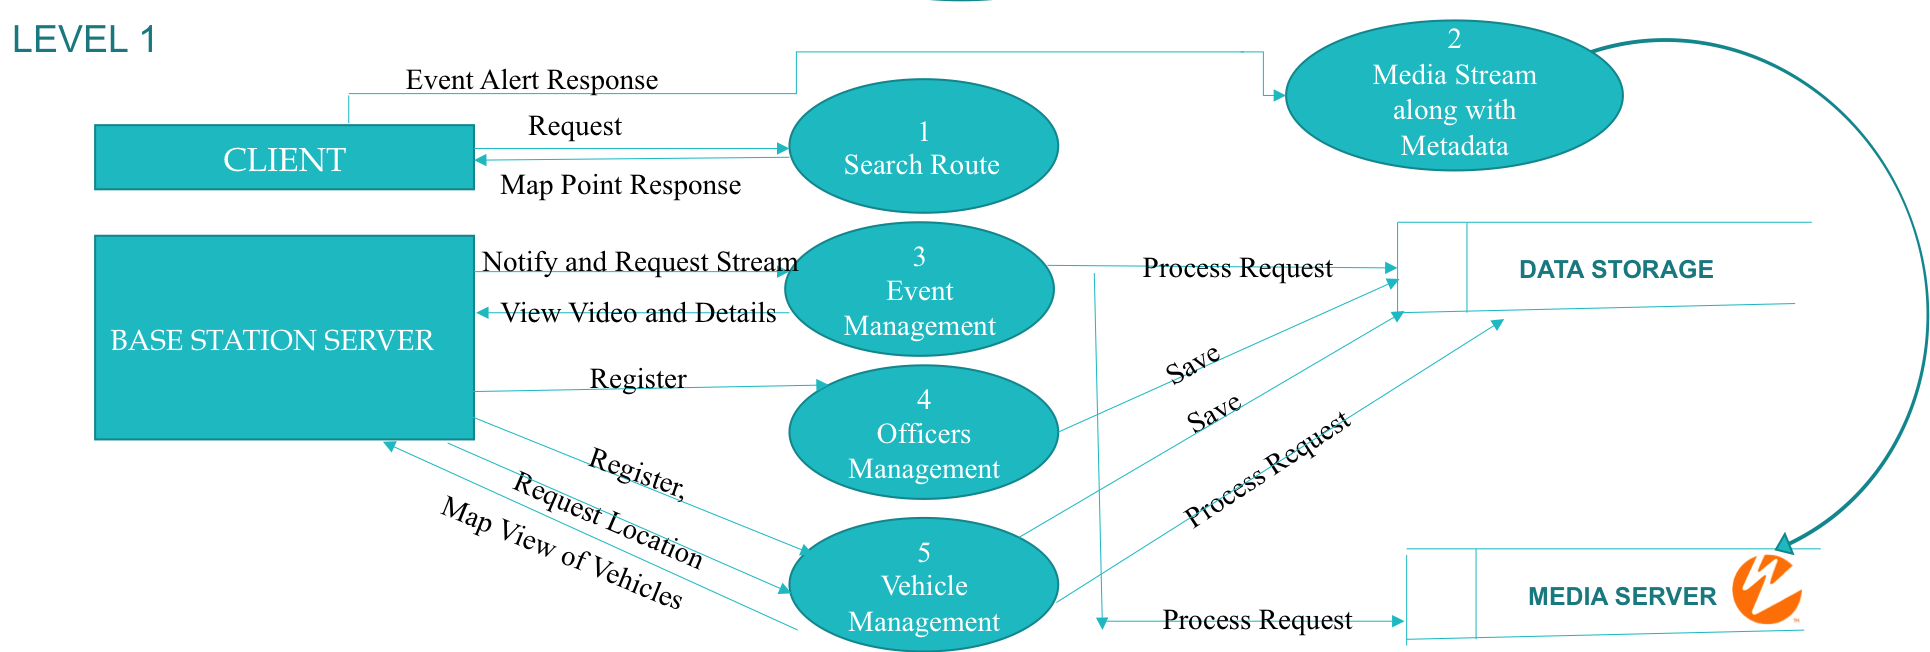 LEVEL 1
Event Alert Response
2
Media Stream
along with
Metadata
CLIENT
Request
Map Point Response
1
Search Route
BASE STATION SERVER
Notify and Request Stream
View Video and Details
3
Event
Management
Process Request
DATA STORAGE
Register
4
Officers
Management
Save
Save
Process Request
Register,
Request Location
Map View of Vehicles
5
Vehicle
Management
Process Request
MEDIA SERVER